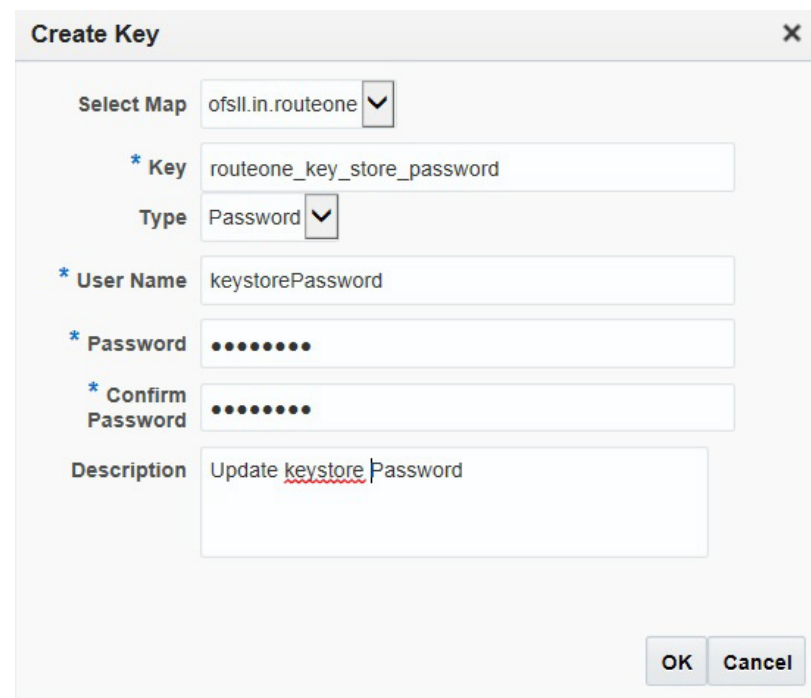 Create Key
Select Map ofsll.in.routeone
* Key routeone_key_store_password
Type Password
* User Name keystorePassword
* Password ●●●●●●●●
* Confirm
Password ●●●●●●●●
Description Update keystore Password
OK Cancel